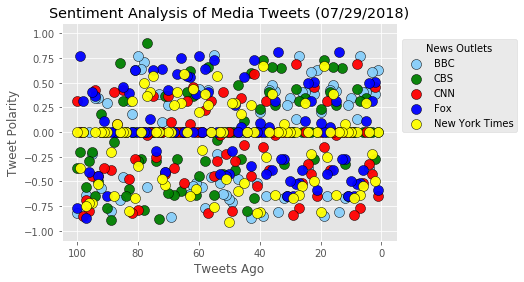 Sentiment Analysis of Media Tweets (07/29/2018)
1.00
0.75
0.50
0.25
0.00
−0.25
−0.50
−0.75
−1.00
Tweet Polarity
100
80
60
40
20
0
Tweets Ago
News Outlets
BBC
CBS
CNN
Fox
New York Times